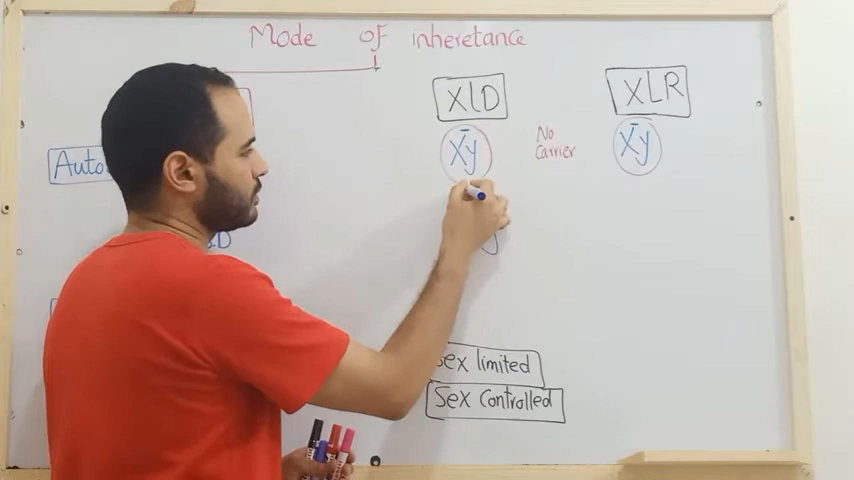 Mode of inheretance
XLD
XLR
X̄y
No
Carrier
X̄y
Sex limited
Sex Controlled